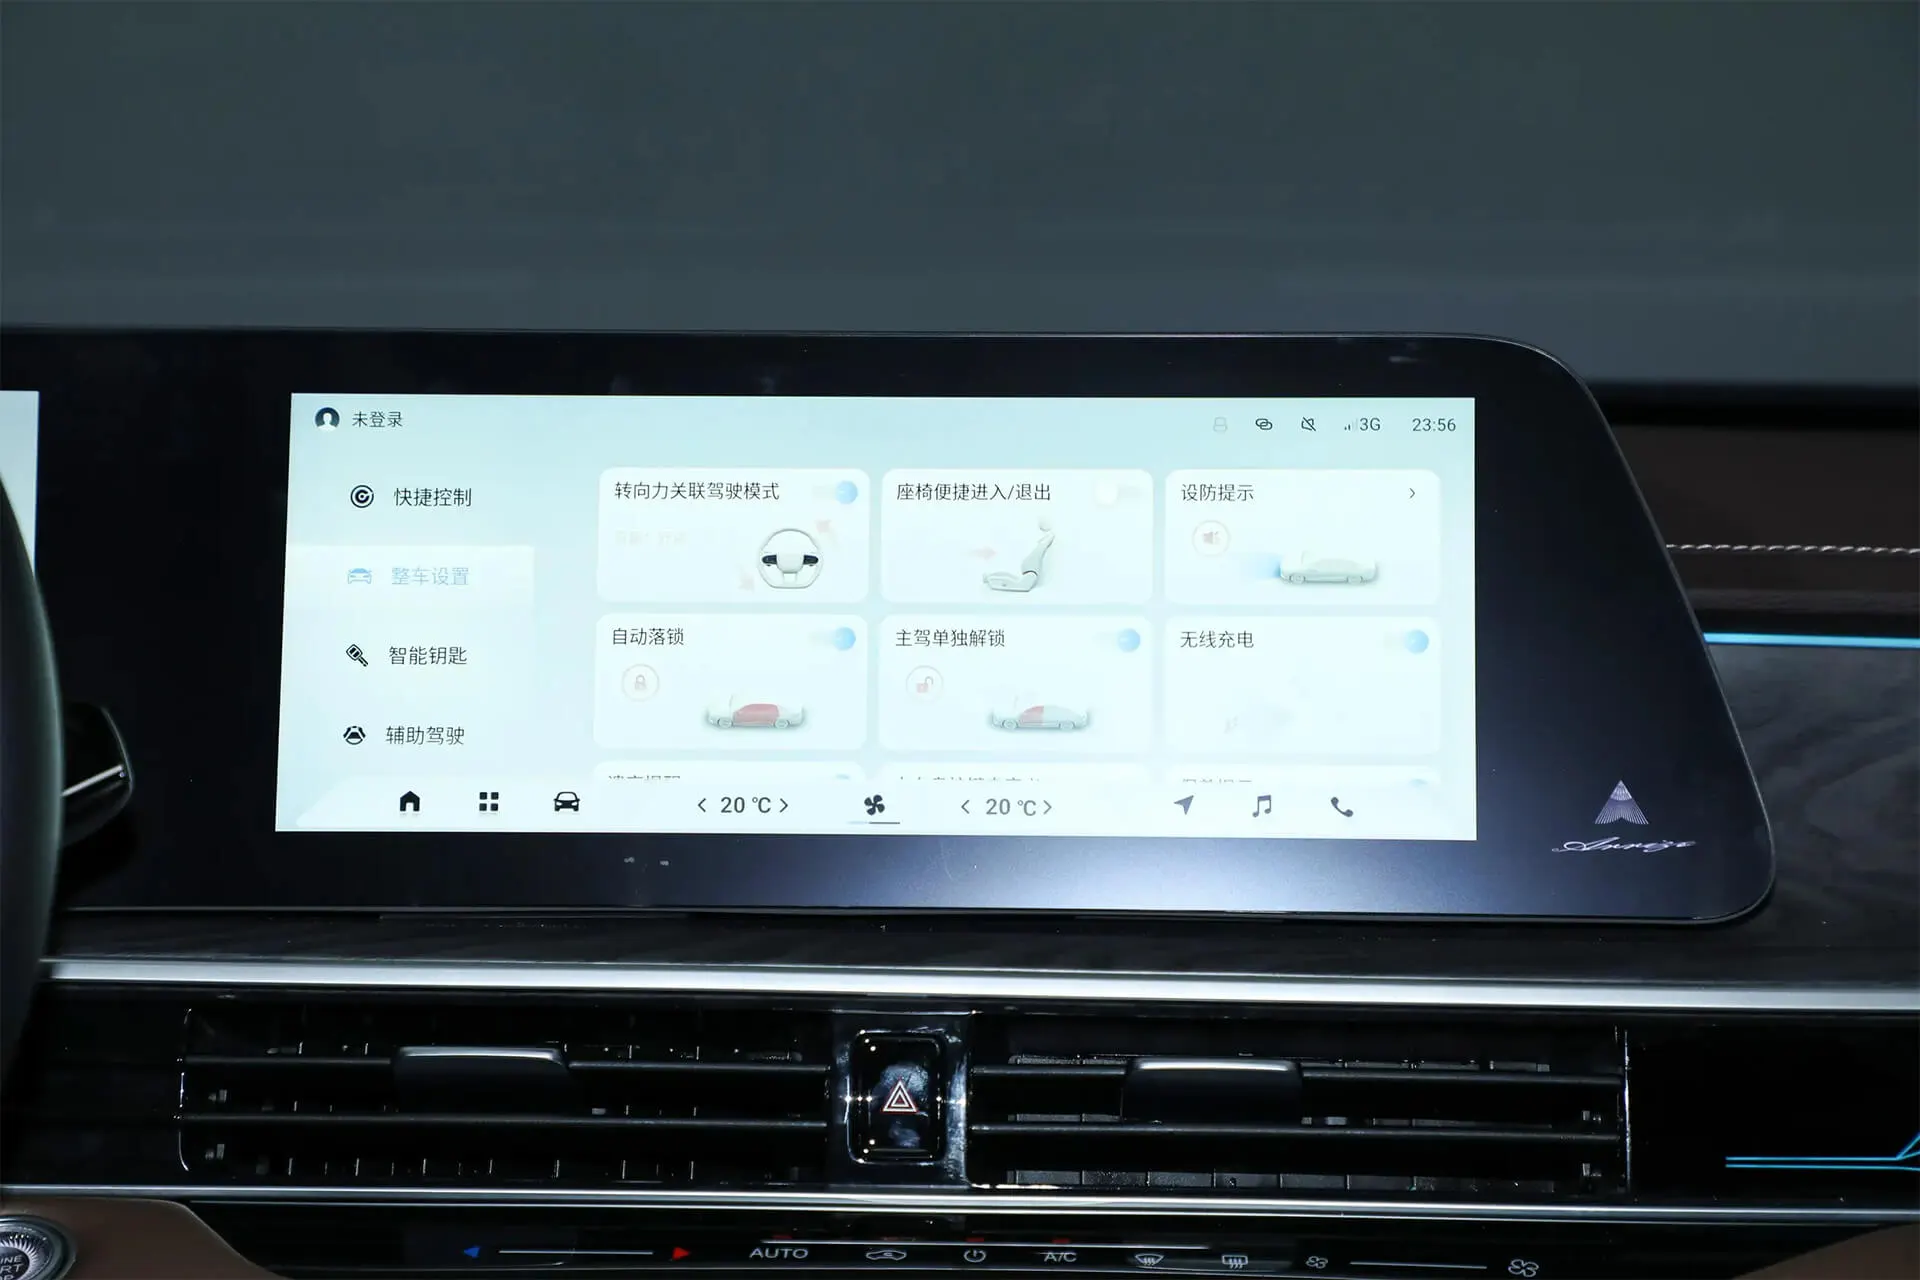 未登录
3G 23:56
快捷控制
整车设置
智能钥匙
辅助驾驶
转向力关联驾驶模式
座椅便捷进入/退出
设防提示
自动落锁
主驾单独解锁
无线充电
< 20 ℃ >
< 20 ℃ >
Arrizo
AUTO
A/C